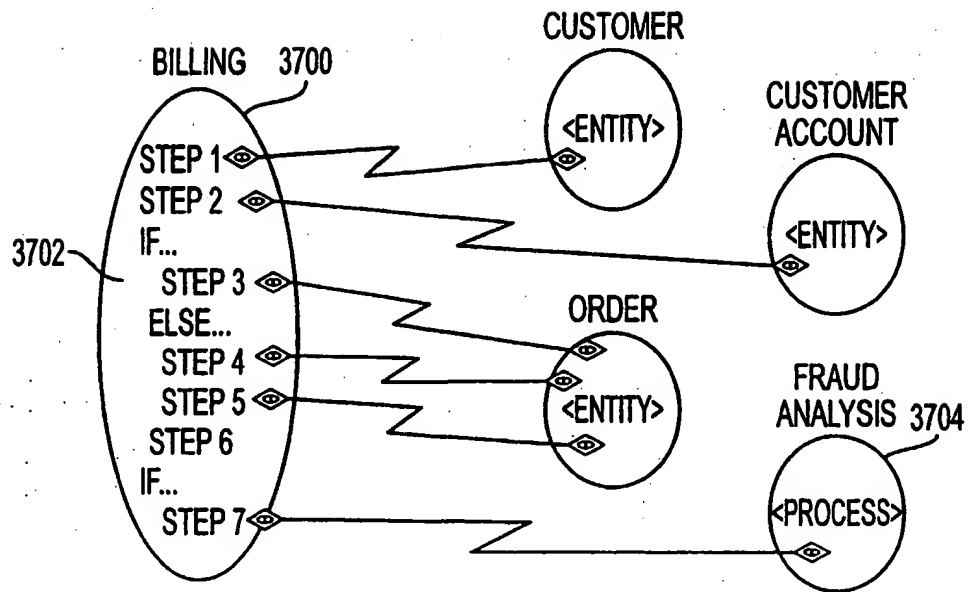 BILLING 3700
STEP 1
STEP 2
IF...
3702
STEP 3
ELSE...
STEP 4
STEP 5
STEP 6
IF...
STEP 7
CUSTOMER
<ENTITY>
CUSTOMER
ACCOUNT
<ENTITY>
ORDER
<ENTITY>
FRAUD
ANALYSIS 3704
<PROCESS>